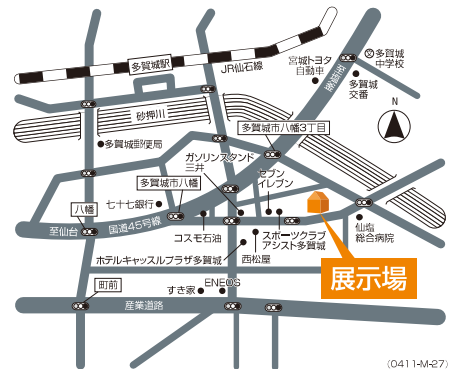 多賀城駅
JR仙石線
宮城トヨタ
自動車
多賀城
中学校
多賀城
交番
至塩釜
N
砂押川
多賀城郵便局
多賀城市八幡3丁目
ガソリンスタンド
三井
多賀城市八幡
セブン
イレブン
七十七銀行
八幡
至仙台
国道45号線
コスモ石油
スポーツクラブ
アシスト多賀城
仙塩
総合病院
西松屋
ホテルキャッスルプラザ多賀城
展示場
町前
すき家
ENEOS
産業道路
(0411-M-27)